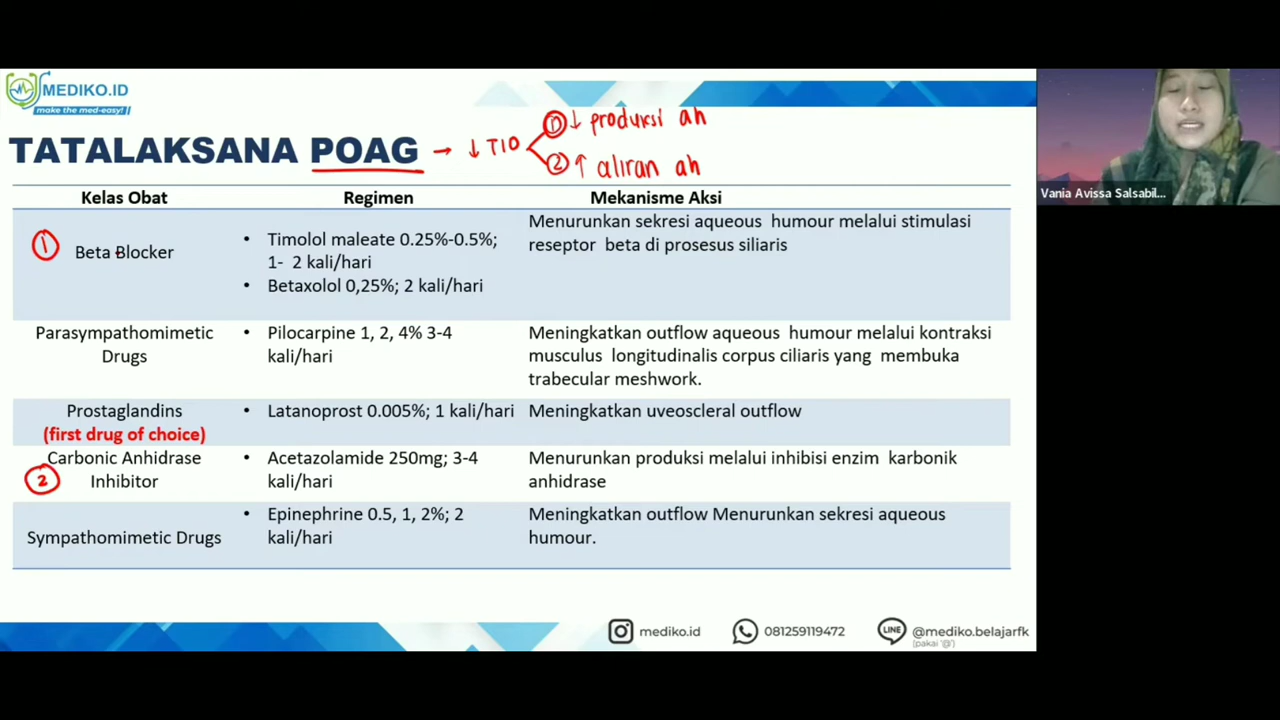 MEDIKO.ID
make the med-easy!
TATALAKSANA POAG → ↓ TIO
① ↓ produksi ah
② ↑ aliran ah
Vania Avissa Salsabil...
Kelas Obat Regimen Mekanisme Aksi
① Beta Blocker
• Timolol maleate 0.25%-0.5%;
1- 2 kali/hari
• Betaxolol 0,25%; 2 kali/hari
Menurunkan sekresi aqueous humour melalui stimulasi
reseptor beta di prosesus siliaris
Parasympathomimetic
Drugs
• Pilocarpine 1, 2, 4% 3-4
kali/hari
Meningkatkan outflow aqueous humour melalui kontraksi
musculus longitudinalis corpus ciliaris yang membuka
trabecular meshwork.
Prostaglandins
(first drug of choice)
• Latanoprost 0.005%; 1 kali/hari
Meningkatkan uveoscleral outflow
Carbonic Anhidrase
② Inhibitor
• Acetazolamide 250mg; 3-4
kali/hari
Menurunkan produksi melalui inhibisi enzim karbonik
anhidrase
Sympathomimetic Drugs
• Epinephrine 0.5, 1, 2%; 2
kali/hari
Meningkatkan outflow Menurunkan sekresi aqueous
humour.
mediko.id
081259119472
LINE @mediko.belajarfk
(pakai '@')